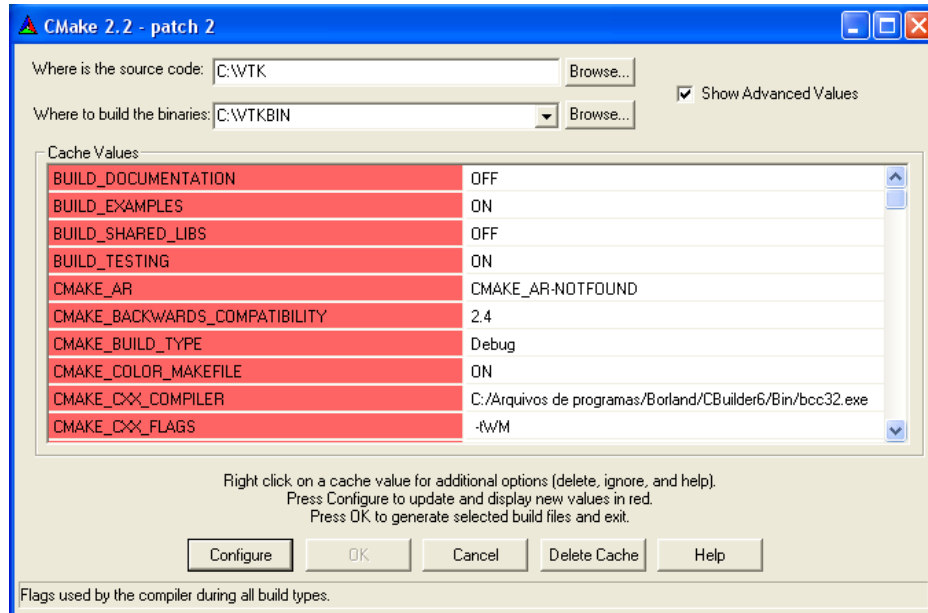 CMake 2.2 - patch 2
Where is the source code: C:\VTK Browse...
Show Advanced Values
Where to build the binaries: C:\VTKBIN Browse...
Cache Values
BUILD_DOCUMENTATION OFF
BUILD_EXAMPLES ON
BUILD_SHARED_LIBS OFF
BUILD_TESTING ON
CMAKE_AR CMAKE_AR-NOTFOUND
CMAKE_BACKWARDS_COMPATIBILITY 2.4
CMAKE_BUILD_TYPE Debug
CMAKE_COLOR_MAKEFILE ON
CMAKE_CXX_COMPILER C:/Arquivos de programas/Borland/CBuilder6/Bin/bcc32.exe
CMAKE_CXX_FLAGS -tWM
Right click on a cache value for additional options (delete, ignore, and help).
Press Configure to update and display new values in red.
Press OK to generate selected build files and exit.
Configure OK Cancel Delete Cache Help
Flags used by the compiler during all build types.